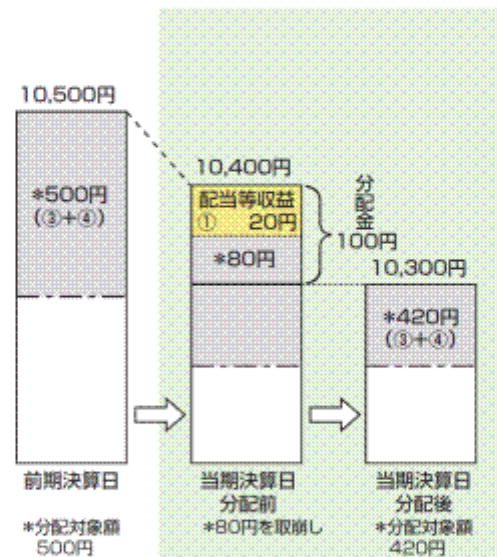 10,500円
*500円
(③+④)
10,400円
配当等収益
① 20円
*80円
分配金
100円
10,300円
*420円
(③+④)
前期決算日
*分配対象額
500円
当期決算日
分配前
*80円を取崩し
当期決算日
分配後
*分配対象額
420円